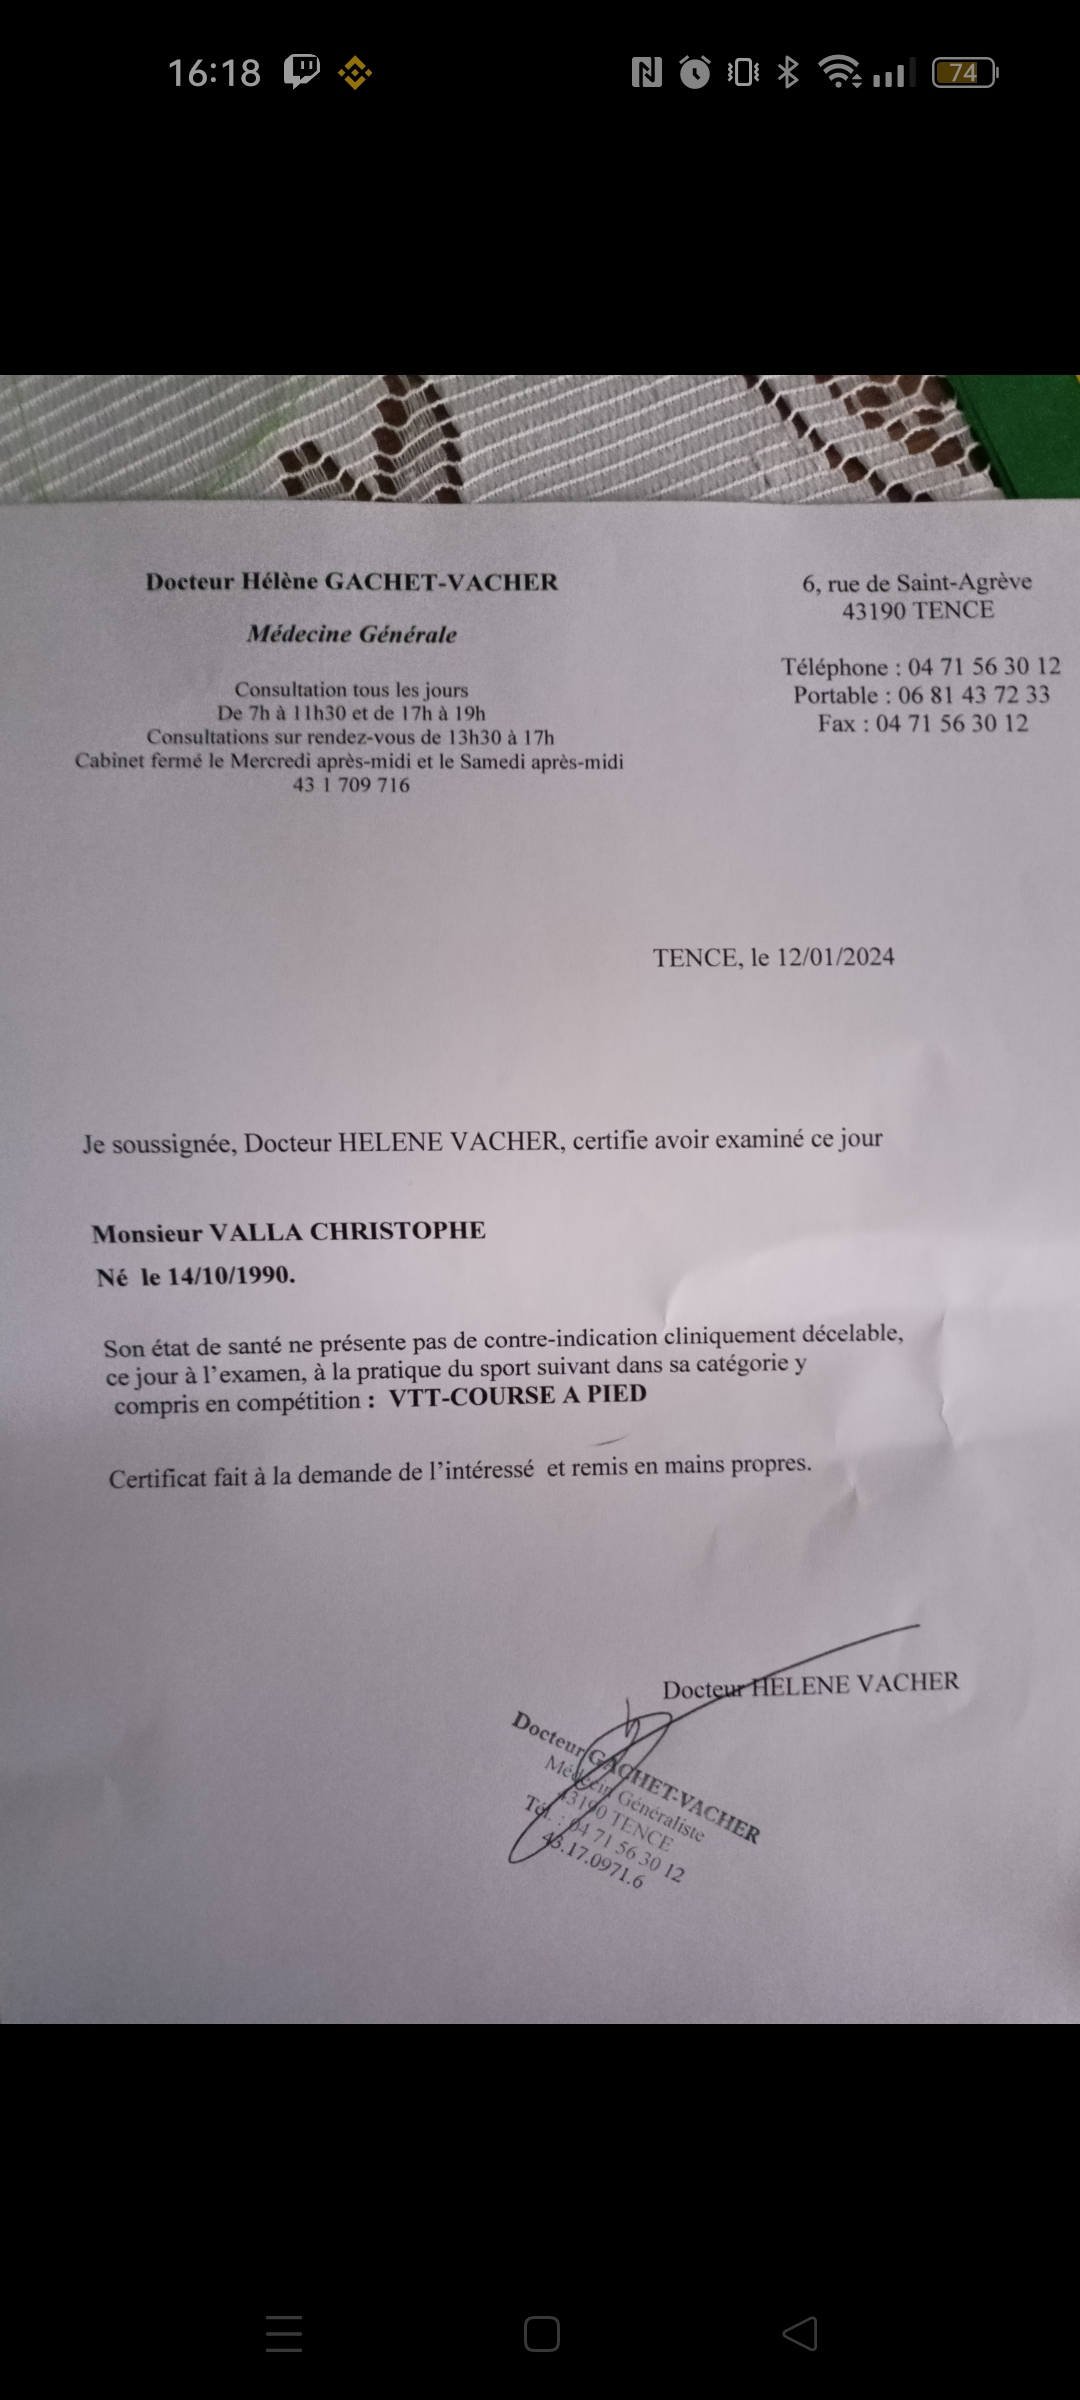 16:18
74
Docteur Hélène GACHET-VACHER
Médecine Générale
Consultation tous les jours
De 7h à 11h30 et de 17h à 19h
Consultations sur rendez-vous de 13h30 à 17h
Cabinet fermé le Mercredi après-midi et le Samedi après-midi
43 1 709 716
6, rue de Saint-Agrève
43190 TENCE
Téléphone : 04 71 56 30 12
Portable : 06 81 43 72 33
Fax : 04 71 56 30 12
TENCE, le 12/01/2024
Je soussignée, Docteur HELENE VACHER, certifie avoir examiné ce jour
Monsieur VALLA CHRISTOPHE
Né le 14/10/1990.
Son état de santé ne présente pas de contre-indication cliniquement décelable,
ce jour à l'examen, à la pratique du sport suivant dans sa catégorie y
compris en compétition : VTT-COURSE A PIED
Certificat fait à la demande de l'intéressé et remis en mains propres.
Docteur HELENE VACHER
Docteur GACHET-VACHER
Médecin Généraliste
43190 TENCE
Tél. : 04 71 56 30 12
43.17.0971.6